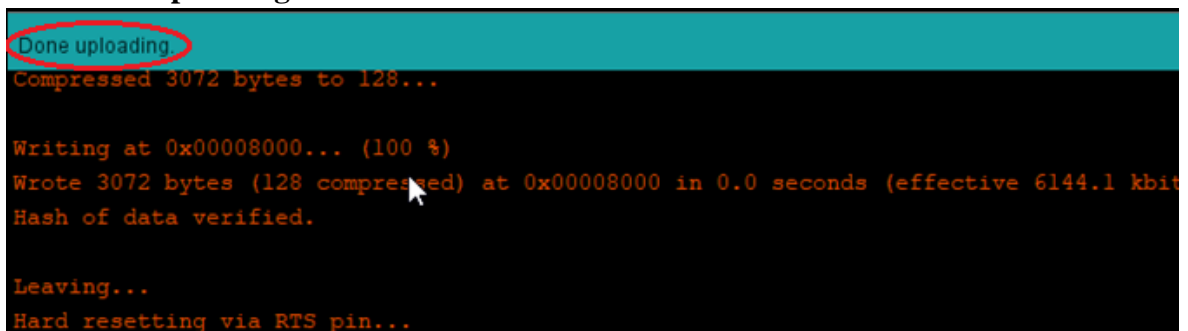 Done uploading.
Compressed 3072 bytes to 128...
Writing at 0x00008000... (100 %)
Wrote 3072 bytes (128 compressed) at 0x00008000 in 0.0 seconds (effective 6144.1 kbit
Hash of data verified.
Leaving...
Hard resetting via RTS pin...